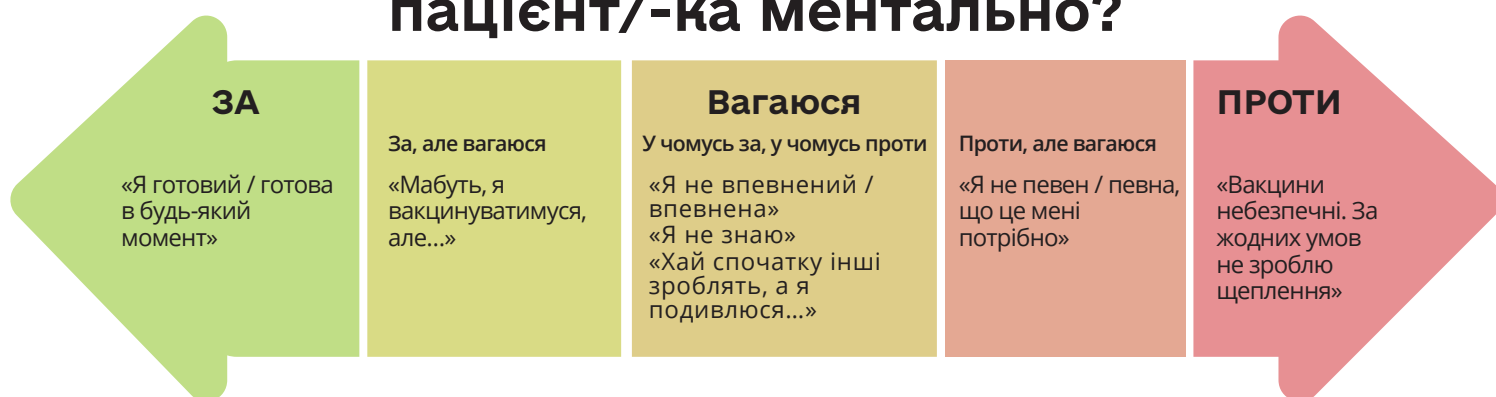 пацієнт/-ка ментально?
ЗА
«Я готовий / готова
в будь-який
момент»
За, але вагаюся
«Мабуть, я
вакцинуватимуся,
але...»
Вагаюся
У чомусь за, у чомусь проти
«Я не впевнений /
впевнена»
«Я не знаю»
«Хай спочатку інші
зроблять, а я
подивлюся...»
Проти, але вагаюся
«Я не певен / певна,
що це мені
потрібно»
ПРОТИ
«Вакцини
небезпечні. За
жодних умов
не зроблю
щеплення»